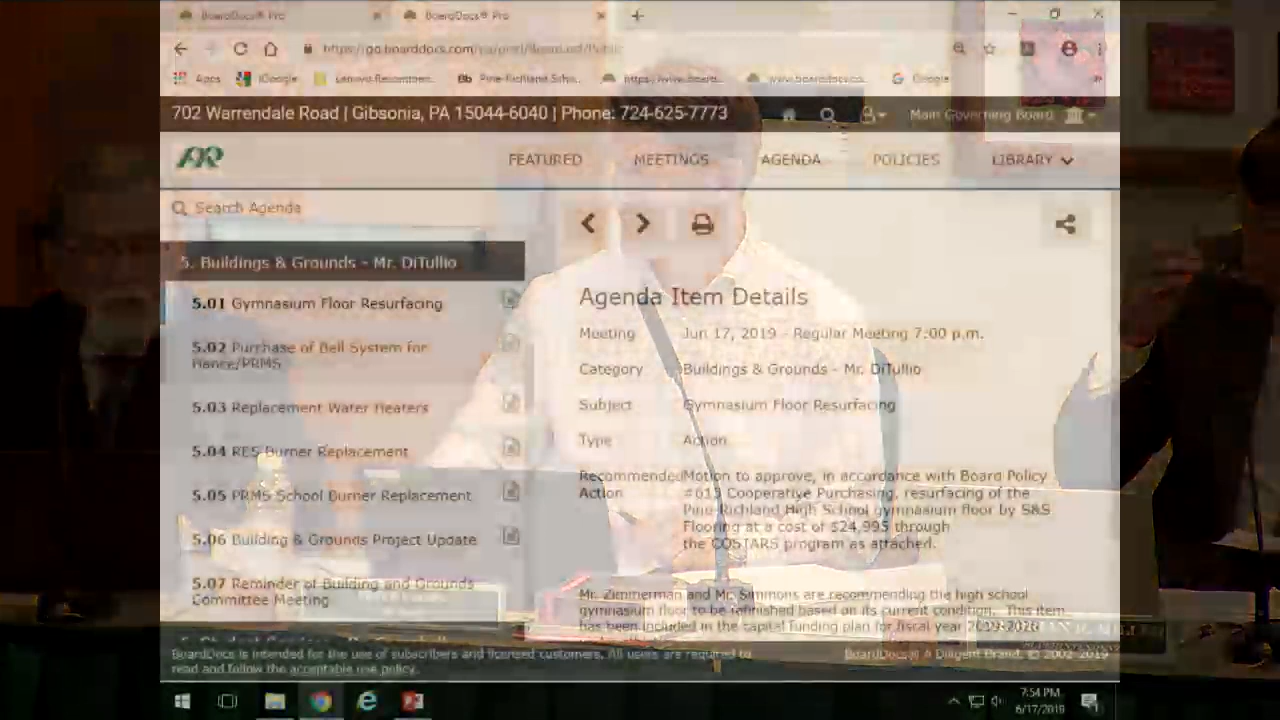 BoardDocs® Pro
BoardDocs® Pro
Apps
iGoogle
Google
702 Warrendale Road | Gibsonia, PA 15044-6040 | Phone: 724-625-7773
Main Governing Board
PR
FEATURED MEETINGS AGENDA POLICIES LIBRARY
Search Agenda
5. Buildings & Grounds - Mr. DiTullio
5.01 Gymnasium Floor Resurfacing
5.02 Purchase of Bell System for
Hance/PRMS
5.03 Replacement Water Heaters
5.04 RES Burner Replacement
5.05 PRMS School Burner Replacement
5.06 Building & Grounds Project Update
5.07 Reminder of Building and Grounds
Committee Meeting
Agenda Item Details
Meeting Jun 17, 2019 - Regular Meeting 7:00 p.m.
Category Buildings & Grounds - Mr. DiTullio
Subject Gymnasium Floor Resurfacing
Type Action
Recommended Motion to approve, in accordance with Board Policy
Action #613 Cooperative Purchasing, resurfacing of the
Pine-Richland High School gymnasium floor by S&S
Flooring at a cost of $24,995 through
the COSTARS program as attached.
Mr. Zimmerman and Mr. Simmons are recommending the high school
gymnasium floor to be refinished based on its current condition. This item
has been included in the capital funding plan for fiscal year 2019-2020
BoardDocs is intended for the use of subscribers and licensed customers. All users are required to
read and follow the acceptable use policy.
BoardDocs, a Diligent Brand. © 2002-2019
7:54 PM
6/17/2019